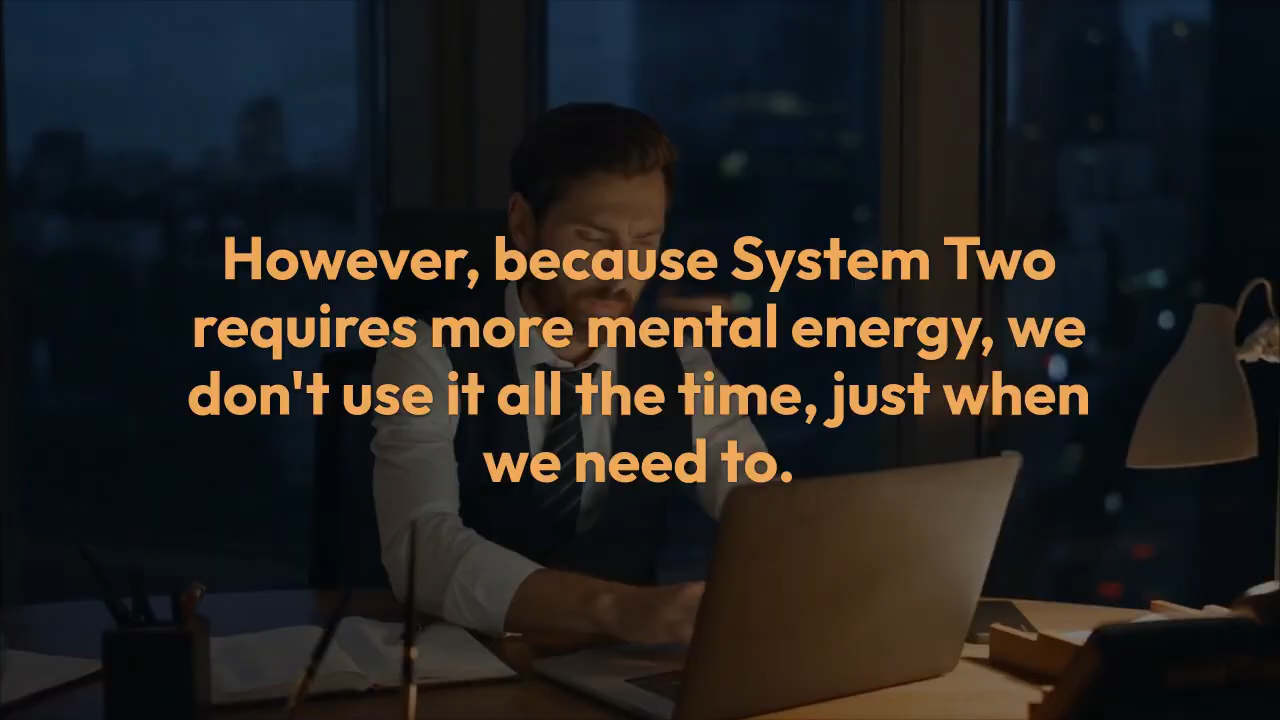 However, because System Two
requires more mental energy, we
don't use it all the time, just when
we need to.